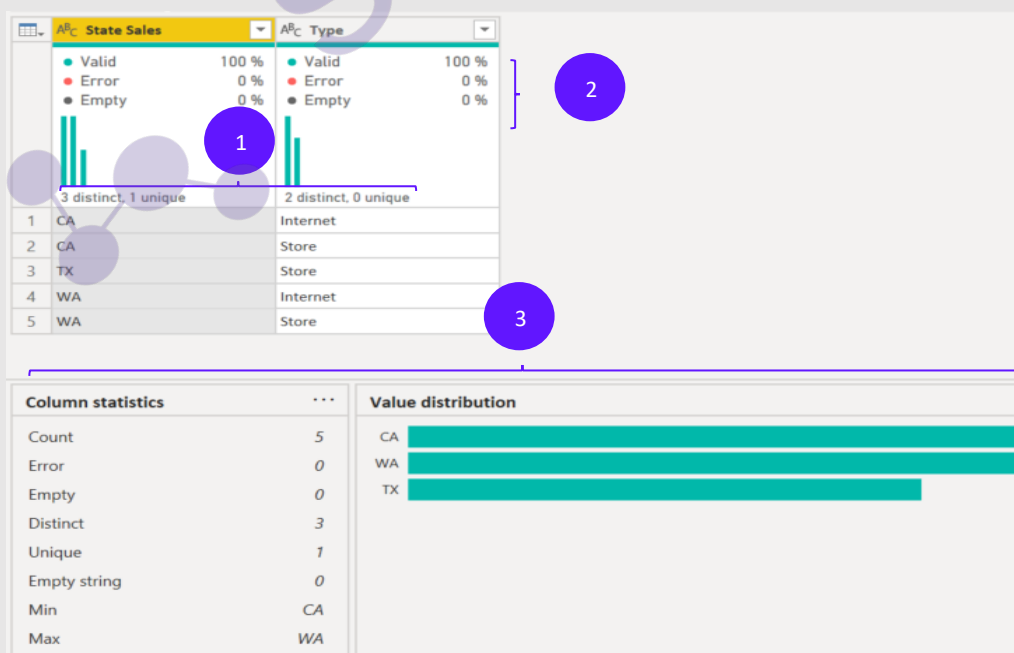 ABC State Sales ABC Type
Valid 100 % Valid 100 %
Error 0 % Error 0 %
Empty 0 % Empty 0 %
2
1
3 distinct, 1 unique 2 distinct, 0 unique
1 CA Internet
2 CA Store
3 TX Store
4 WA Internet
5 WA Store
3
Column statistics ... Value distribution
Count 5 CA
Error 0 WA
Empty 0 TX
Distinct 3
Unique 1
Empty string 0
Min CA
Max WA